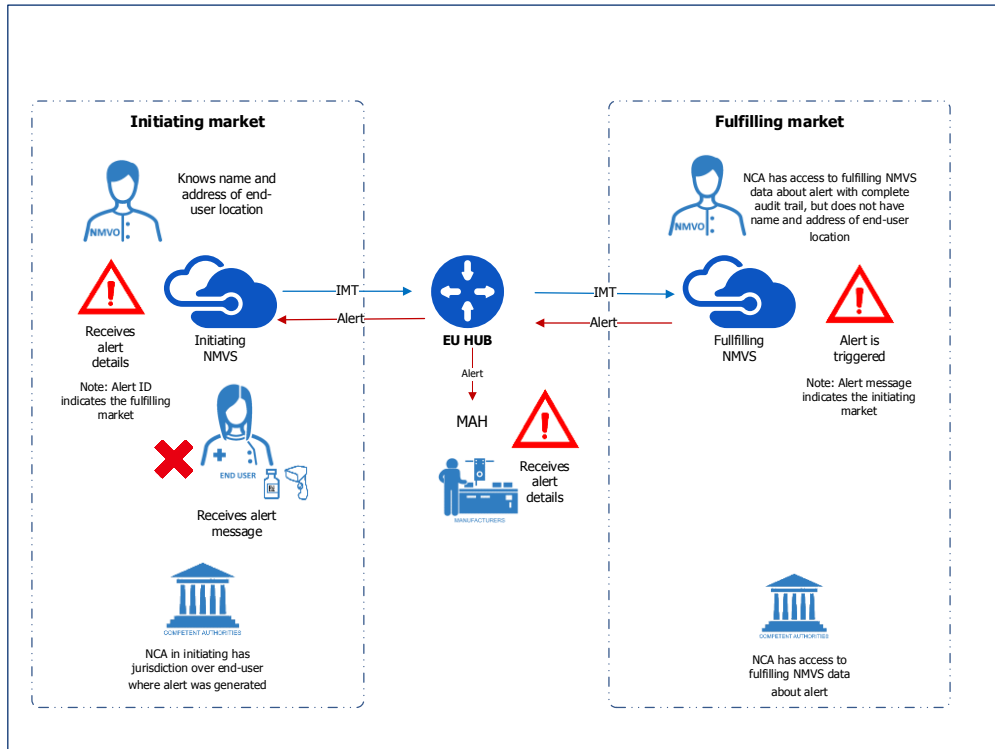 Initiating market
Knows name and
address of end-
user location
NMVO
Receives
alert
details
Note: Alert ID
indicates the fulfilling
market
Initiating
NMVS
IMT
Alert
END USER
Receives alert
message
COMPETENT AUTHORITIES
NCA in initiating has
jurisdiction over end-user
where alert was generated
EU HUB
Alert
MAH
Receives
alert
details
MANUFACTURERS
IMT
Alert
Fulfilling market
NCA has access to fulfilling NMVS
data about alert with complete
audit trail, but does not have
name and address of end-user
location
NMVO
Fullfilling
NMVS
Alert is
triggered
Note: Alert message
indicates the initiating
market
COMPETENT AUTHORITIES
NCA has access to
fulfilling NMVS data
about alert